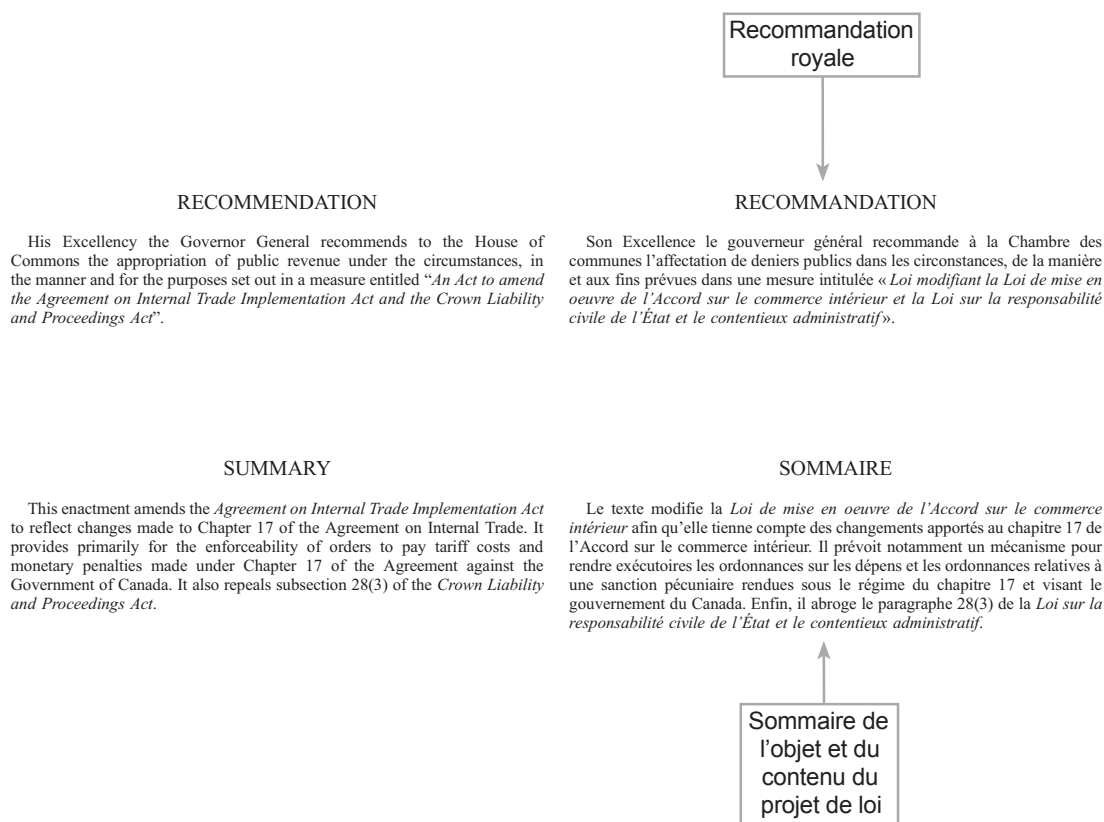 Recommandation
royale
RECOMMENDATION
His Excellency the Governor General recommends to the House of
Commons the appropriation of public revenue under the circumstances, in
the manner and for the purposes set out in a measure entitled “An Act to amend
the Agreement on Internal Trade Implementation Act and the Crown Liability
and Proceedings Act”.
RECOMMANDATION
Son Excellence le gouverneur général recommande à la Chambre des
communes l’affectation de deniers publics dans les circonstances, de la manière
et aux fins prévues dans une mesure intitulée « Loi modifiant la Loi de mise en
oeuvre de l’Accord sur le commerce intérieur et la Loi sur la responsabilité
civile de l’État et le contentieux administratif ».
SUMMARY
This enactment amends the Agreement on Internal Trade Implementation Act
to reflect changes made to Chapter 17 of the Agreement on Internal Trade. It
provides primarily for the enforceability of orders to pay tariff costs and
monetary penalties made under Chapter 17 of the Agreement against the
Government of Canada. It also repeals subsection 28(3) of the Crown Liability
and Proceedings Act.
SOMMAIRE
Le texte modifie la Loi de mise en oeuvre de l’Accord sur le commerce
intérieur afin qu’elle tienne compte des changements apportés au chapitre 17 de
l’Accord sur le commerce intérieur. Il prévoit notamment un mécanisme pour
rendre exécutoires les ordonnances sur les dépens et les ordonnances relatives à
une sanction pécuniaire rendues sous le régime du chapitre 17 et visant le
gouvernement du Canada. Enfin, il abroge le paragraphe 28(3) de la Loi sur la
responsabilité civile de l’État et le contentieux administratif.
Sommaire de
l’objet et du
contenu du
projet de loi